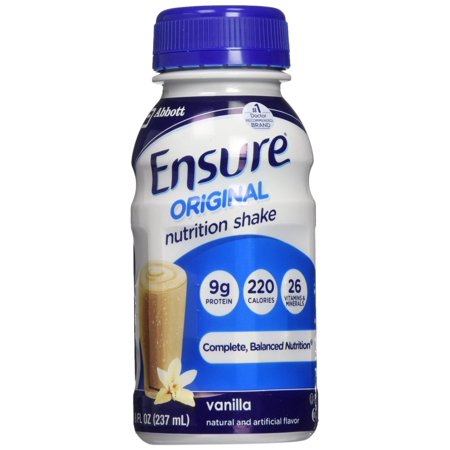 Abbott
#1
Doctor
RECOMMENDED
BRAND
Ensure®
ORIGINAL
nutrition shake
9g
PROTEIN
220
CALORIES
26
VITAMINS &
MINERALS
Complete, Balanced Nutrition®
FL OZ (237 mL)
vanilla
natural and artificial flavor